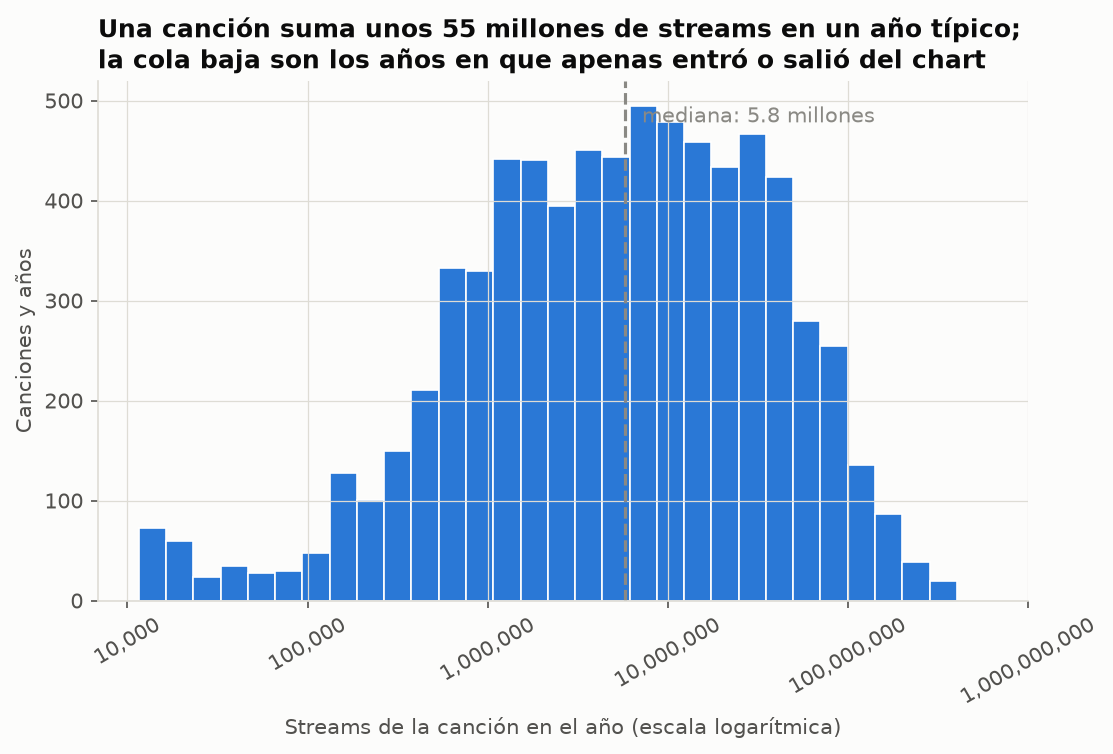 Una canción suma unos 55 millones de streams en un año típico;
la cola baja son los años en que apenas entró o salió del chart
mediana: 5.8 millones
500
400
300
200
100
0
Canciones y años
10,000
100,000
1,000,000
10,000,000
100,000,000
1,000,000,000
Streams de la canción en el año (escala logarítmica)